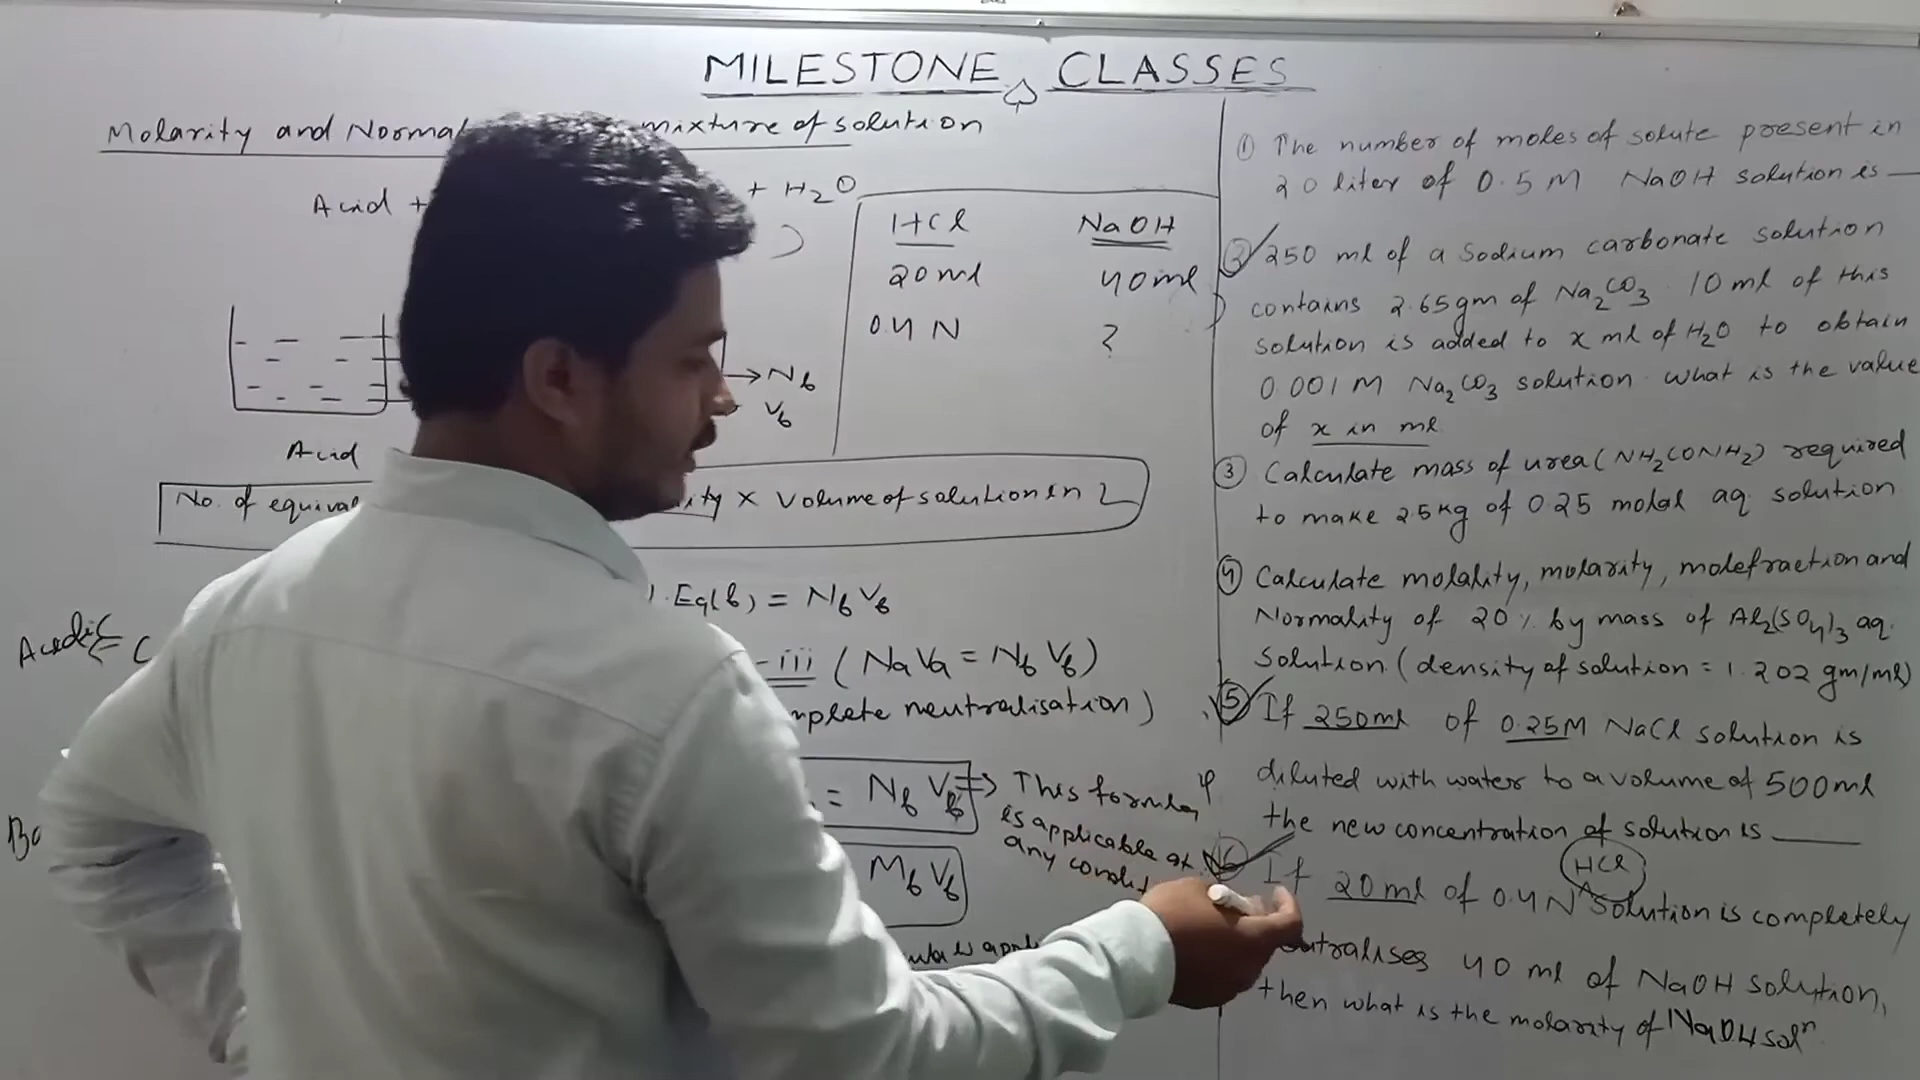 MILESTONE CLASSES
Molarity and Normal mixture of solution
Acid + + H2O
HCl NaOH
20ml 40ml
0.4 N ?
Nb
Vb
Acid
No. of equival ity × Volume of solution in L
Eq(b) = Nb Vb
Acidic
-iii (Na Va = Nb Vb)
mplete neutralisation)
= Nb Vb => This formula
is applicable at
any condit
Mb Vb
① The number of moles of solute present in
20 liter of 0.5 M NaOH solution is __
② 250 ml of a Sodium carbonate solution
contains 2.65gm of Na2CO3. 10 ml of this
solution is added to x ml of H2O to obtain
0.001 M Na2CO3 solution. what is the value
of x in ml
③ Calculate mass of urea (NH2CONH2) required
to make 25kg of 0.25 molal aq. solution
④ Calculate molality, molarity, molefraction and
Normality of 20% by mass of Al2(SO4)3 aq.
solution (density of solution = 1.202 gm/ml)
⑤ If 250ml of 0.25M NaCl solution is
diluted with water to a volume of 500ml
the new concentration of solution is ____
HCl
If 20ml of 0.4N solution is completely
utralises 40 ml of NaOH solution,
then what is the molarity of NaOH solⁿ